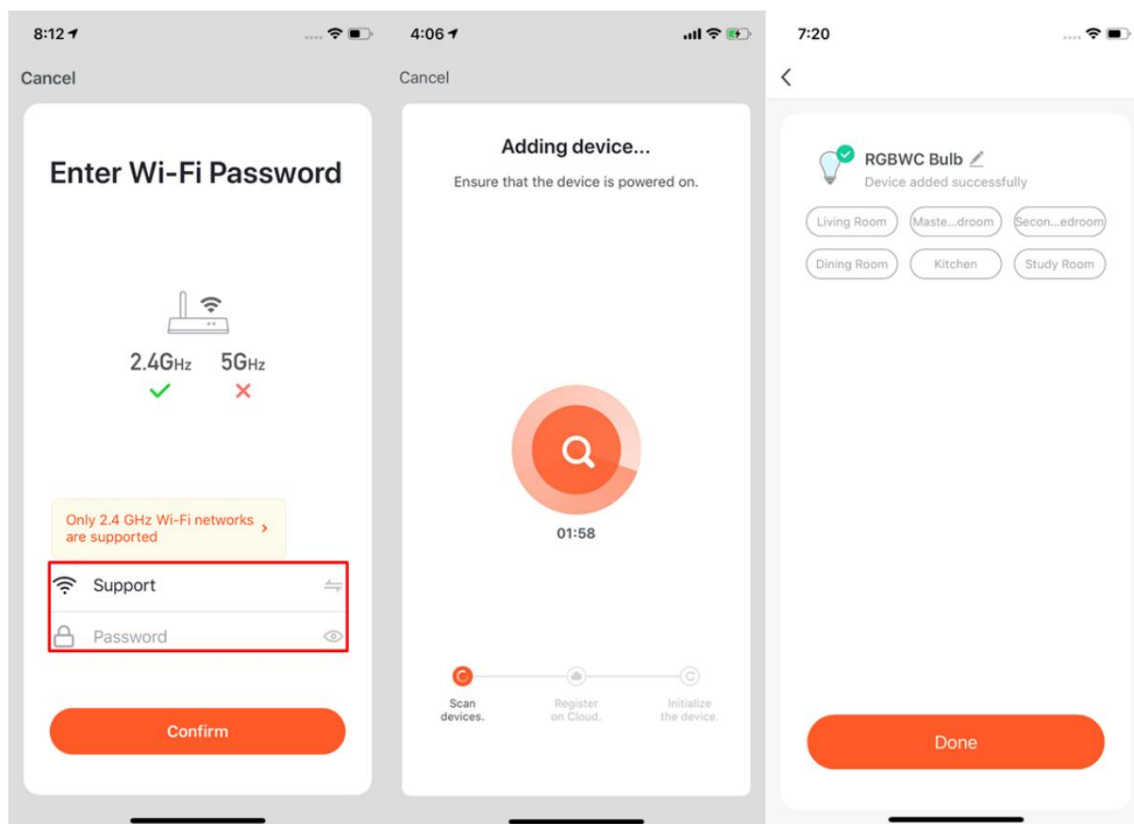 8:12
Cancel
Enter Wi-Fi Password
2.4GHz 5GHz
Only 2.4 GHz Wi-Fi networks
are supported
Support
Password
Confirm
4:06
Cancel
Adding device...
Ensure that the device is powered on.
01:58
Scan
devices.
Register
on Cloud.
Initialize
the device.
7:20
RGBWC Bulb
Device added successfully
Living Room Maste...droom Secon...edroom
Dining Room Kitchen Study Room
Done